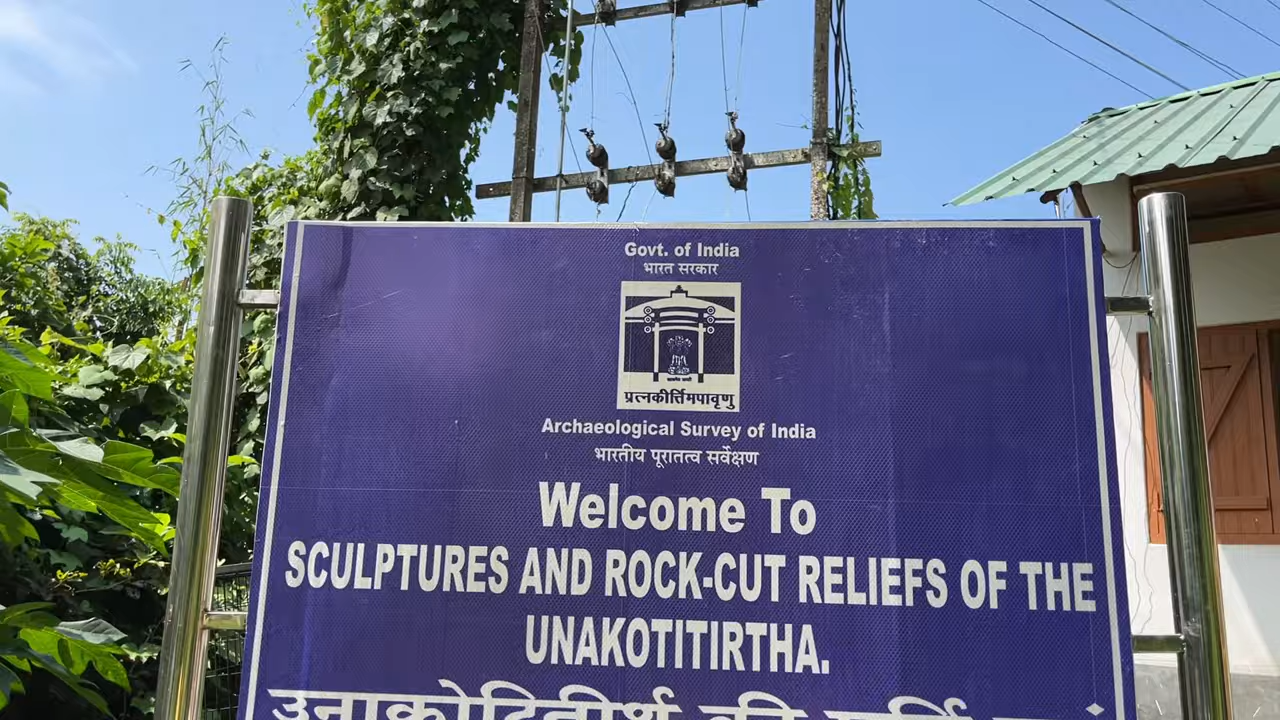 Govt. of India
भारत सरकार
प्रत्नकीर्त्तिमपावृणु
Archaeological Survey of India
भारतीय पूरातत्व सर्वेक्षण
Welcome To
SCULPTURES AND ROCK-CUT RELIEFS OF THE
UNAKOTITIRTHA.
उनाकोटितीर्थ की